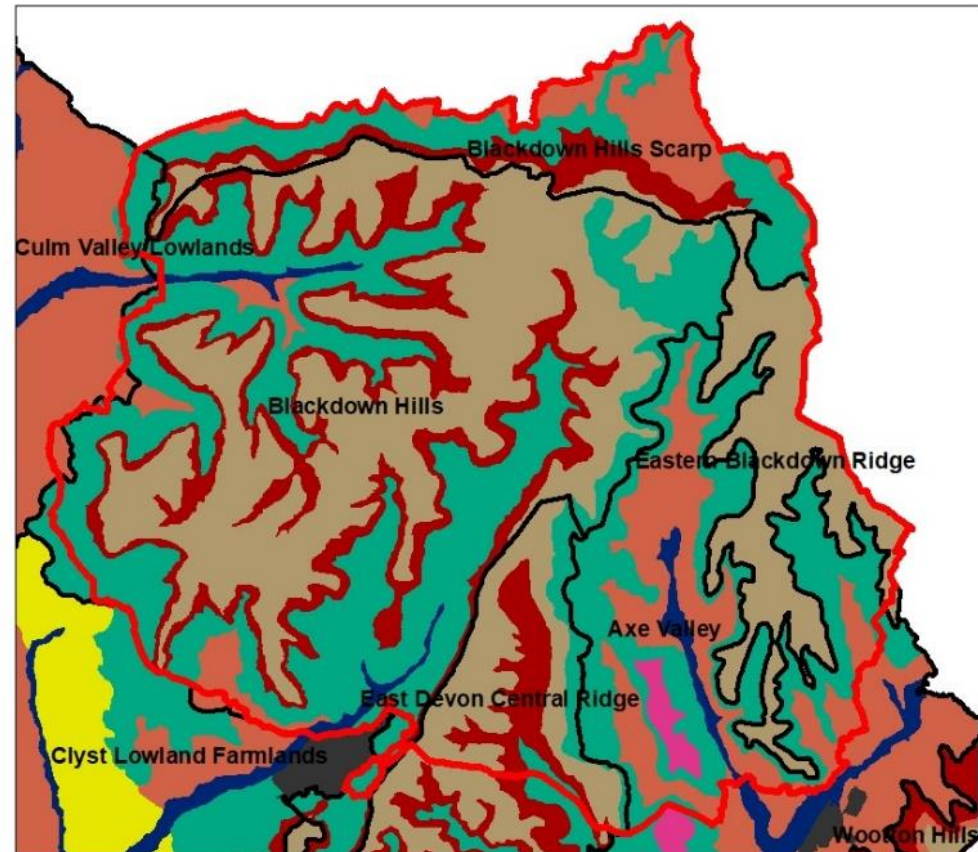 Blackdown Hills Scarp
Culm Valley Lowlands
Blackdown Hills
Eastern Blackdown Ridge
Axe Valley
East Devon Central Ridge
Clyst Lowland Farmlands
Wootton Hills